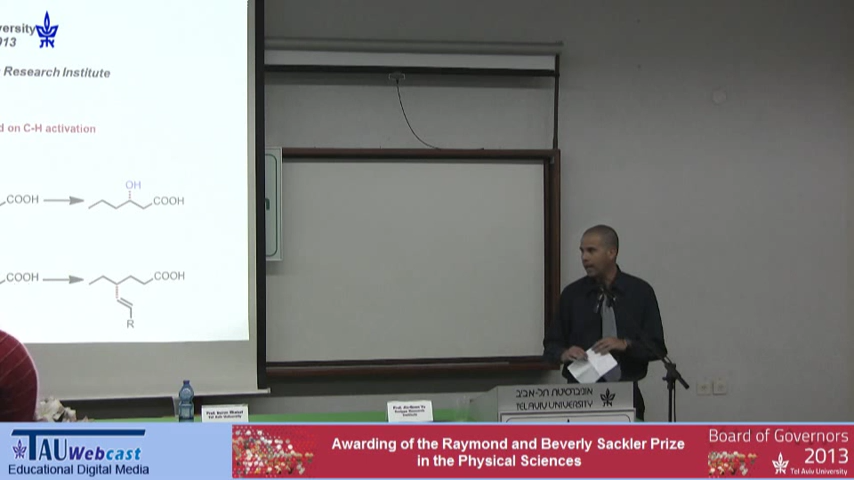 versity
013
Research Institute
d on C-H activation
OH
COOH
COOH
COOH
COOH
R
אוניברסיטת תל-אביב
TEL AVIV UNIVERSITY
TAU Webcast
Educational Digital Media
Awarding of the Raymond and Beverly Sackler Prize
in the Physical Sciences
Board of Governors
2013
Tel Aviv University